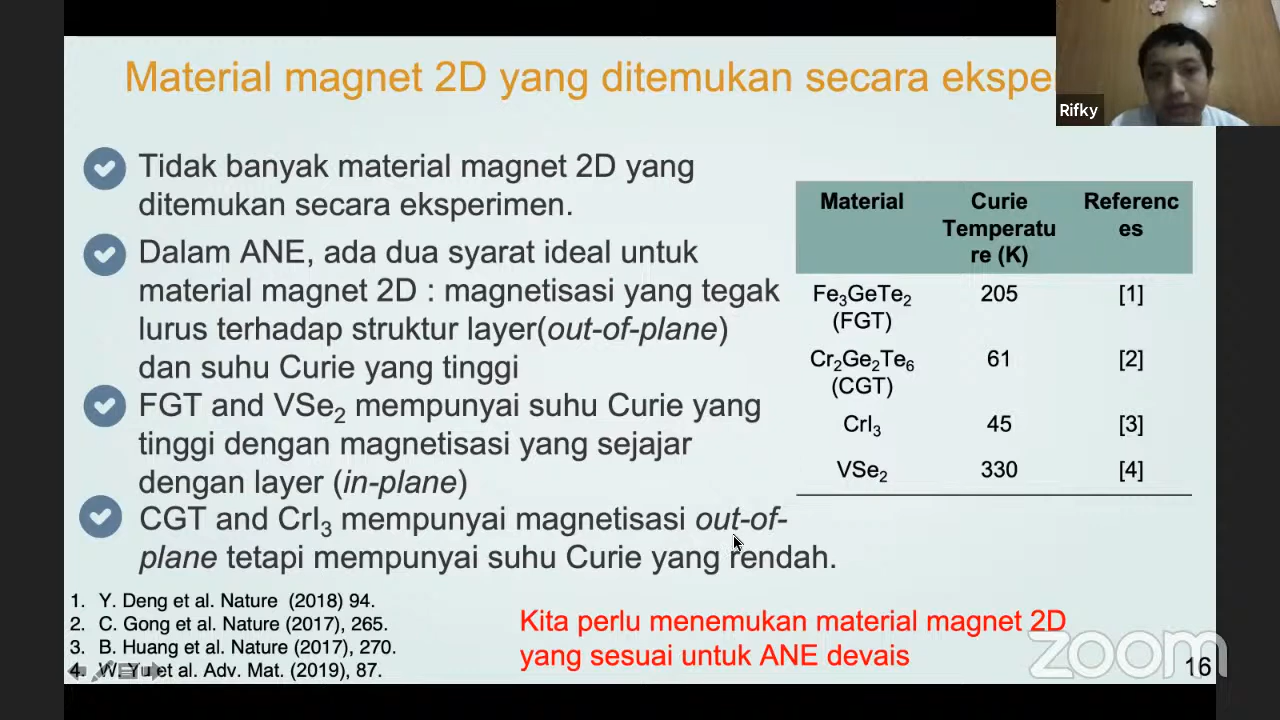 Material magnet 2D yang ditemukan secara ekspe
Rifky
Tidak banyak material magnet 2D yang
ditemukan secara eksperimen.
Dalam ANE, ada dua syarat ideal untuk
material magnet 2D : magnetisasi yang tegak
lurus terhadap struktur layer(out-of-plane)
dan suhu Curie yang tinggi
FGT and VSe₂ mempunyai suhu Curie yang
tinggi dengan magnetisasi yang sejajar
dengan layer (in-plane)
CGT and CrI₃ mempunyai magnetisasi out-of-
plane tetapi mempunyai suhu Curie yang rendah.
Material Curie Temperatu re (K) Referenc es
Fe₃GeTe₂ (FGT) 205 [1]
Cr₂Ge₂Te₆ (CGT) 61 [2]
CrI₃ 45 [3]
VSe₂ 330 [4]
1. Y. Deng et al. Nature (2018) 94.
2. C. Gong et al. Nature (2017), 265.
3. B. Huang et al. Nature (2017), 270.
4. W. Yu et al. Adv. Mat. (2019), 87.
Kita perlu menemukan material magnet 2D
yang sesuai untuk ANE devais
zoom
16